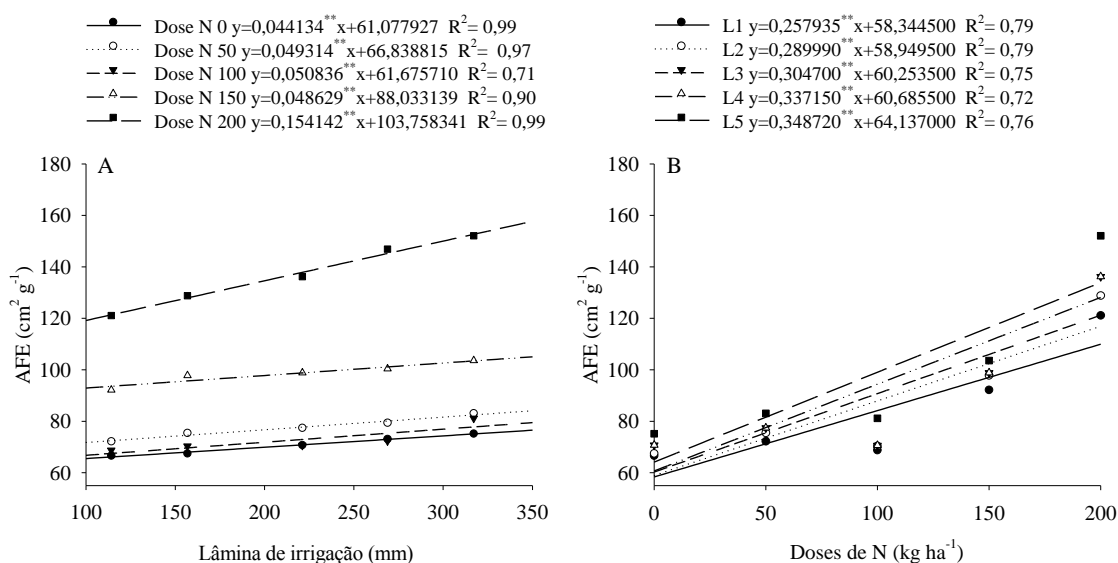 Dose N 0 y=0,044134**x+61,077927 R²= 0,99
Dose N 50 y=0,049314**x+66,838815 R²= 0,97
Dose N 100 y=0,050836**x+61,675710 R²= 0,71
Dose N 150 y=0,048629**x+88,033139 R²= 0,90
Dose N 200 y=0,154142**x+103,758341 R²= 0,99
L1 y=0,257935**x+58,344500 R²= 0,79
L2 y=0,289990**x+58,949500 R²= 0,79
L3 y=0,304700**x+60,253500 R²= 0,75
L4 y=0,337150**x+60,685500 R²= 0,72
L5 y=0,348720**x+64,137000 R²= 0,76
A
AFE (cm² g⁻¹)
180
160
140
120
100
80
60
100 150 200 250 300 350
Lâmina de irrigação (mm)
B
AFE (cm² g⁻¹)
180
160
140
120
100
80
60
0 50 100 150 200
Doses de N (kg ha⁻¹)